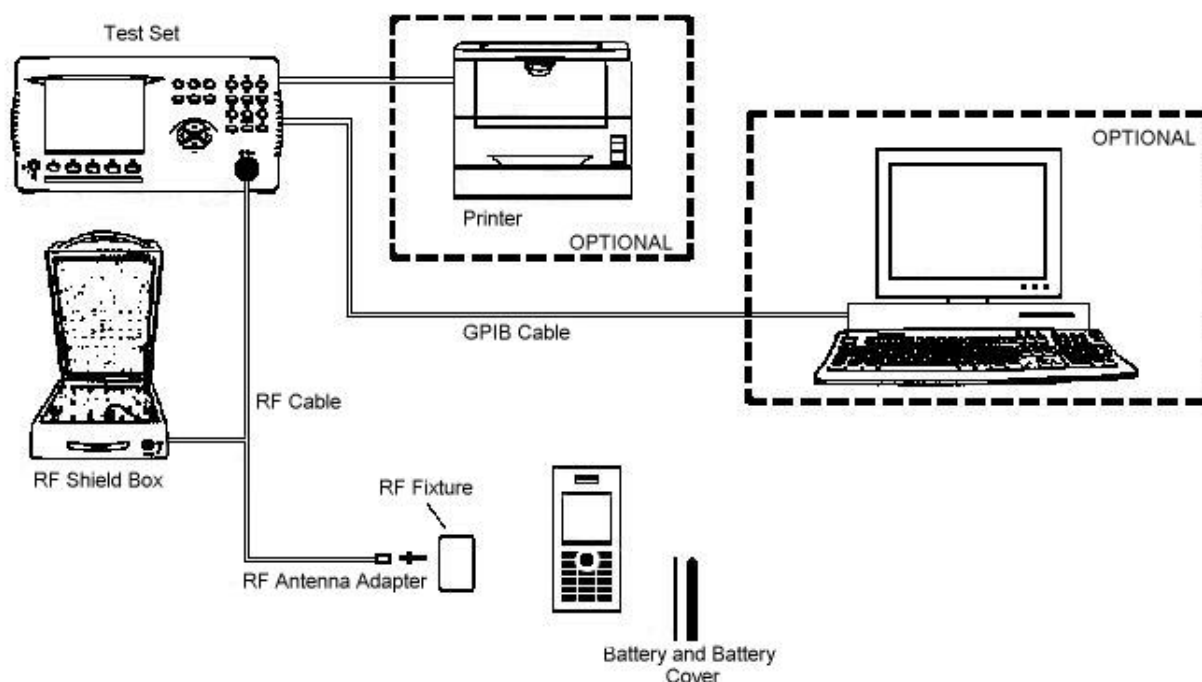 Test Set
OPTIONAL
Printer
OPTIONAL
GPIB Cable
RF Cable
RF Shield Box
RF Fixture
RF Antenna Adapter
Battery and Battery
Cover